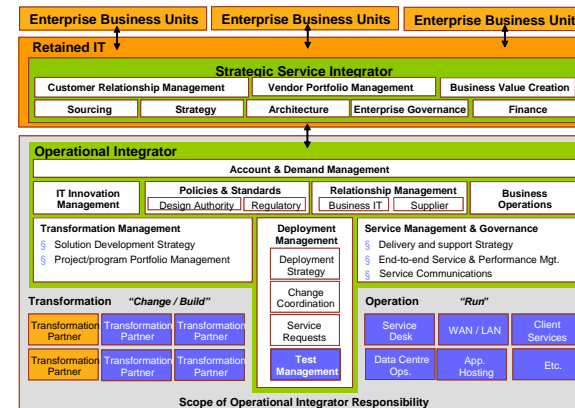 Enterprise Business Units Enterprise Business Units Enterprise Business Unit
Retained IT
Strategic Service Integrator
Customer Relationship Management Vendor Portfolio Management Business Value Creation
Sourcing Strategy Architecture Enterprise Governance Finance
Operational Integrator
Account & Demand Management
IT Innovation Management
Policies & Standards
Design Authority Regulatory
Relationship Management
Business IT Supplier
Business Operations
Transformation Management
§ Solution Development Strategy
§ Project/program Portfolio Management
Deployment Management
Deployment Strategy
Change Coordination
Service Requests
Test Management
Service Management & Governance
§ Delivery and support Strategy
§ End-to-end Service & Performance Mgt.
§ Service Communications
Transformation "Change / Build"
Transformation Partner Transformation Partner Transformation Partner
Transformation Partner Transformation Partner Transformation Partner
Operation "Run"
Service Desk WAN / LAN Client Services
Data Centre Ops. App. Hosting Etc.
Scope of Operational Integrator Responsibility